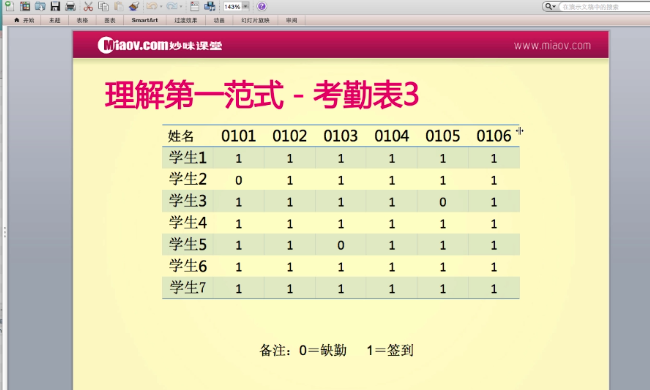 143%
在演示文稿中的搜索
开始 主题 表格 图表 SmartArt 过渡效果 动画 幻灯片放映 审阅
Miaov.com妙味课堂 www.miaov.com
理解第一范式 - 考勤表3
姓名 0101 0102 0103 0104 0105 0106
学生1 1 1 1 1 1 1
学生2 0 1 1 1 1 1
学生3 1 1 1 1 0 1
学生4 1 1 1 1 1 1
学生5 1 1 0 1 1 1
学生6 1 1 1 1 1 1
学生7 1 1 1 1 1 1
备注：0＝缺勤 1＝签到